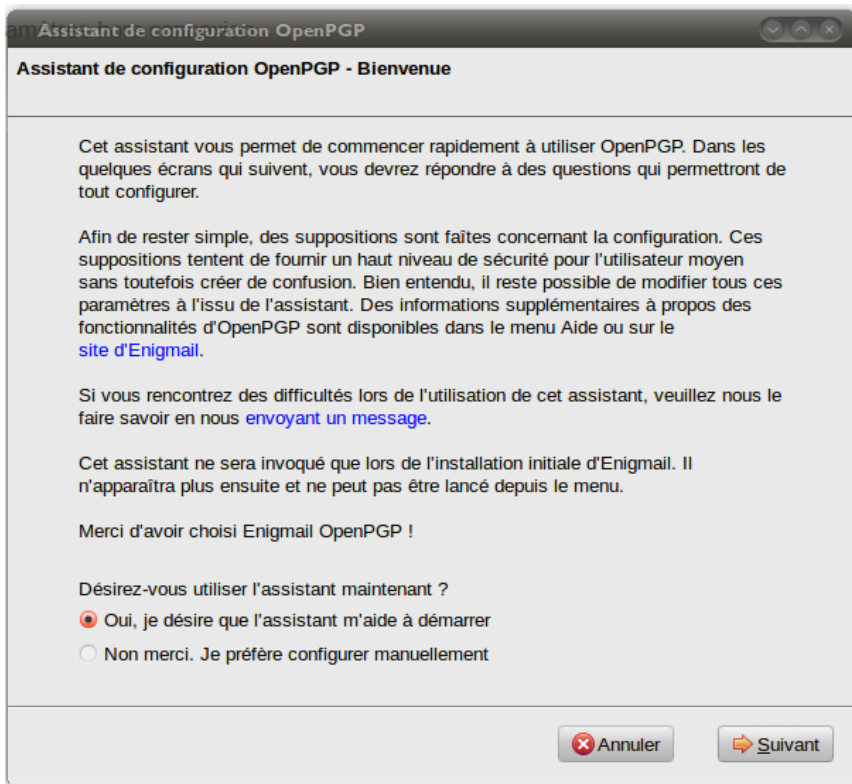 Assistant de configuration OpenPGP
Assistant de configuration OpenPGP - Bienvenue
Cet assistant vous permet de commencer rapidement à utiliser OpenPGP. Dans les
quelques écrans qui suivent, vous devrez répondre à des questions qui permettront de
tout configurer.
Afin de rester simple, des suppositions sont faîtes concernant la configuration. Ces
suppositions tentent de fournir un haut niveau de sécurité pour l'utilisateur moyen
sans toutefois créer de confusion. Bien entendu, il reste possible de modifier tous ces
paramètres à l'issu de l'assistant. Des informations supplémentaires à propos des
fonctionnalités d'OpenPGP sont disponibles dans le menu Aide ou sur le
site d'Enigmail.
Si vous rencontrez des difficultés lors de l'utilisation de cet assistant, veuillez nous le
faire savoir en nous envoyant un message.
Cet assistant ne sera invoqué que lors de l'installation initiale d'Enigmail. Il
n'apparaîtra plus ensuite et ne peut pas être lancé depuis le menu.
Merci d'avoir choisi Enigmail OpenPGP !
Désirez-vous utiliser l'assistant maintenant ?
Oui, je désire que l'assistant m'aide à démarrer
Non merci. Je préfère configurer manuellement
Annuler
Suivant